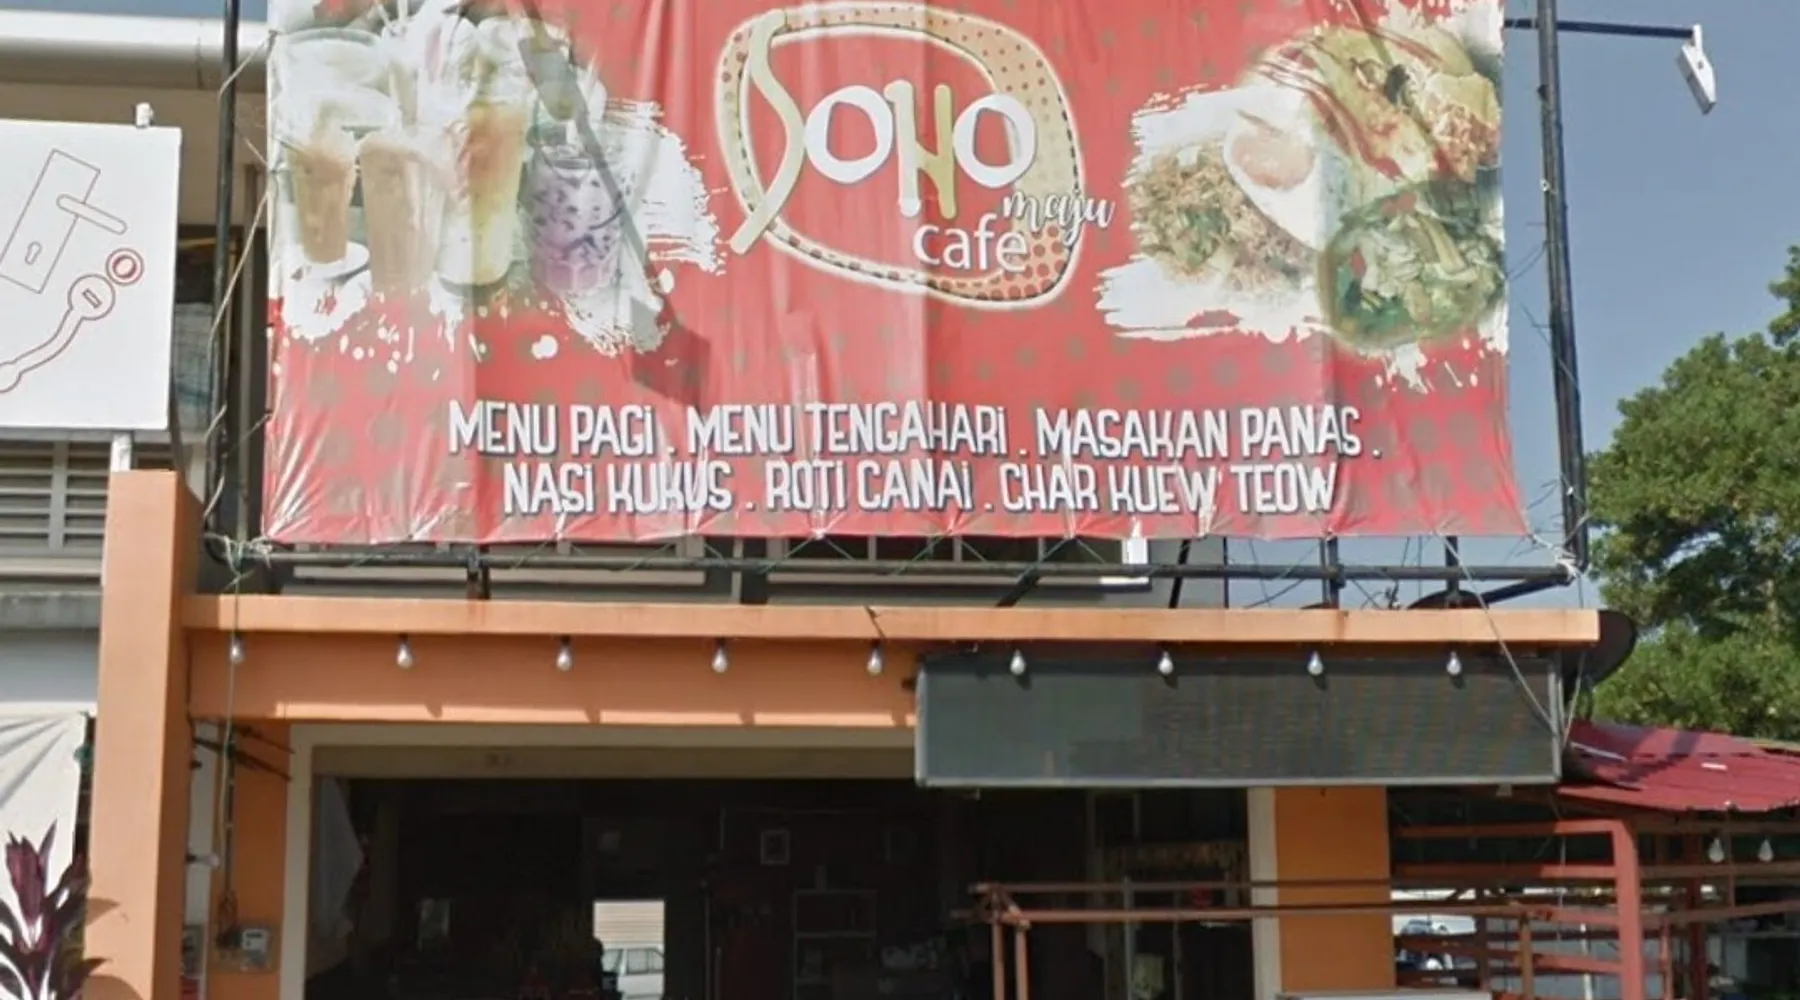 SOHO
maju
cafe
MENU PAGi . MENU TENGAHARi . MASAKAN PANAS .
NASi KUKUS . ROTI CANAi . CHAR KUEW TEOW